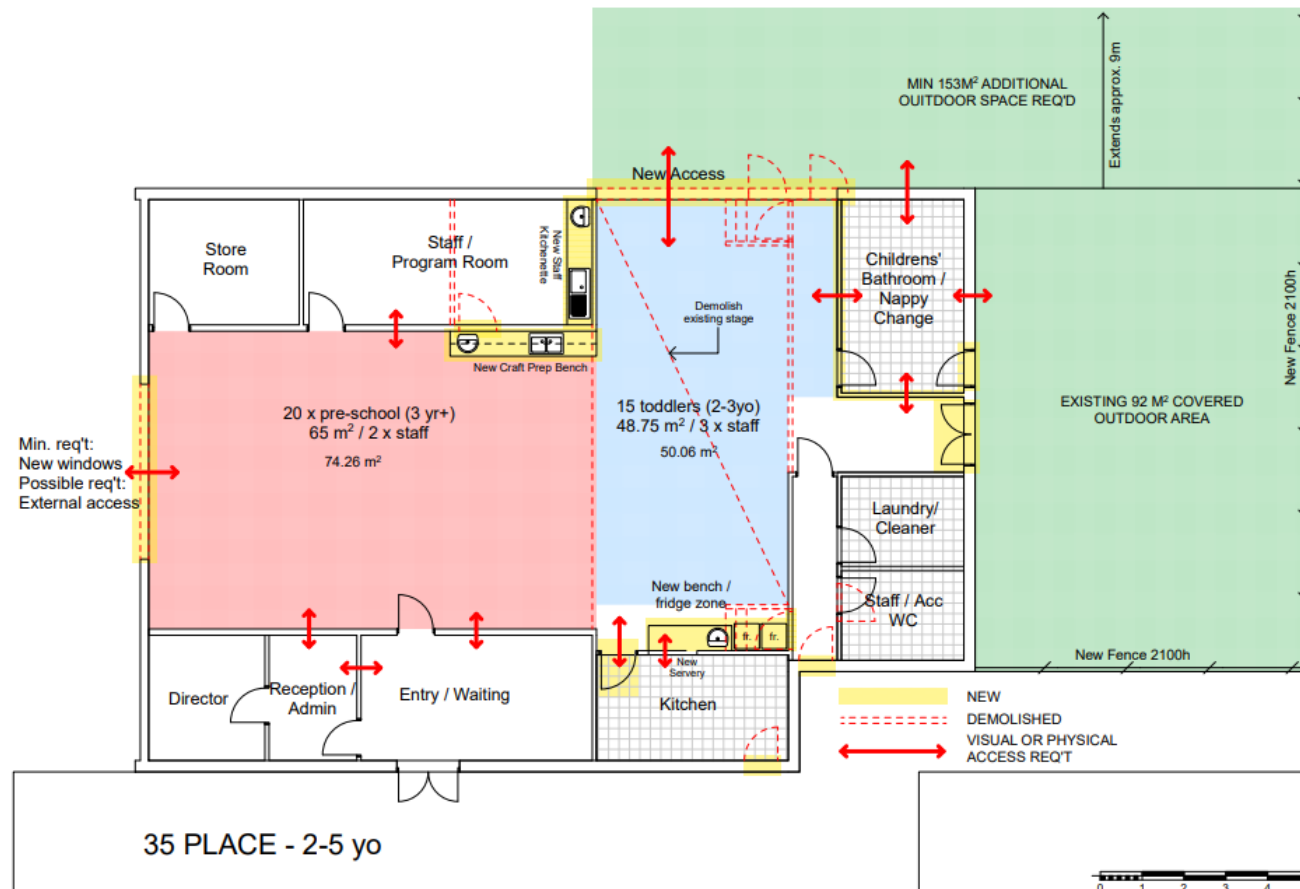 MIN 153M² ADDITIONAL
OUITDOOR SPACE REQ'D
Extends approx. 9m
New Access
Store
Room
Staff /
Program Room
New Staff
Kitchenette
Childrens'
Bathroom /
Nappy
Change
Demolish
existing stage
New Craft Prep Bench
New Fence 2100h
EXISTING 92 M² COVERED
OUTDOOR AREA
20 x pre-school (3 yr+)
65 m² / 2 x staff
74.26 m²
15 toddlers (2-3yo)
48.75 m² / 3 x staff
50.06 m²
Min. req't:
New windows
Possible req't:
External access
Laundry/
Cleaner
New bench /
fridge zone
Staff / Acc
WC
fr.
fr.
New
Servery
New Fence 2100h
Director
Reception /
Admin
Entry / Waiting
Kitchen
NEW
DEMOLISHED
VISUAL OR PHYSICAL
ACCESS REQ'T
35 PLACE - 2-5 yo
0 1 2 3 4